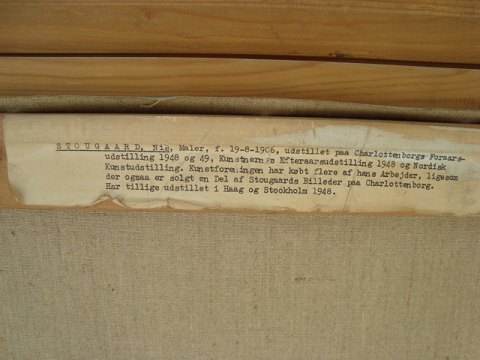 STOUGAARD, Nis, Maler, f. 19-8-1906, udstillet paa Charlottenborgs Foraars-
udstilling 1948 og 49, Kunstnernes Efteraarsudstilling 1948 og Nordisk
Kunstudstilling. Kunstforeningen har købt flere af hans Arbejder, ligesom
der ogsaa er solgt en Del af Stougaards Billeder paa Charlottenborg.
Har tillige udstillet i Haag og Stockholm 1948.